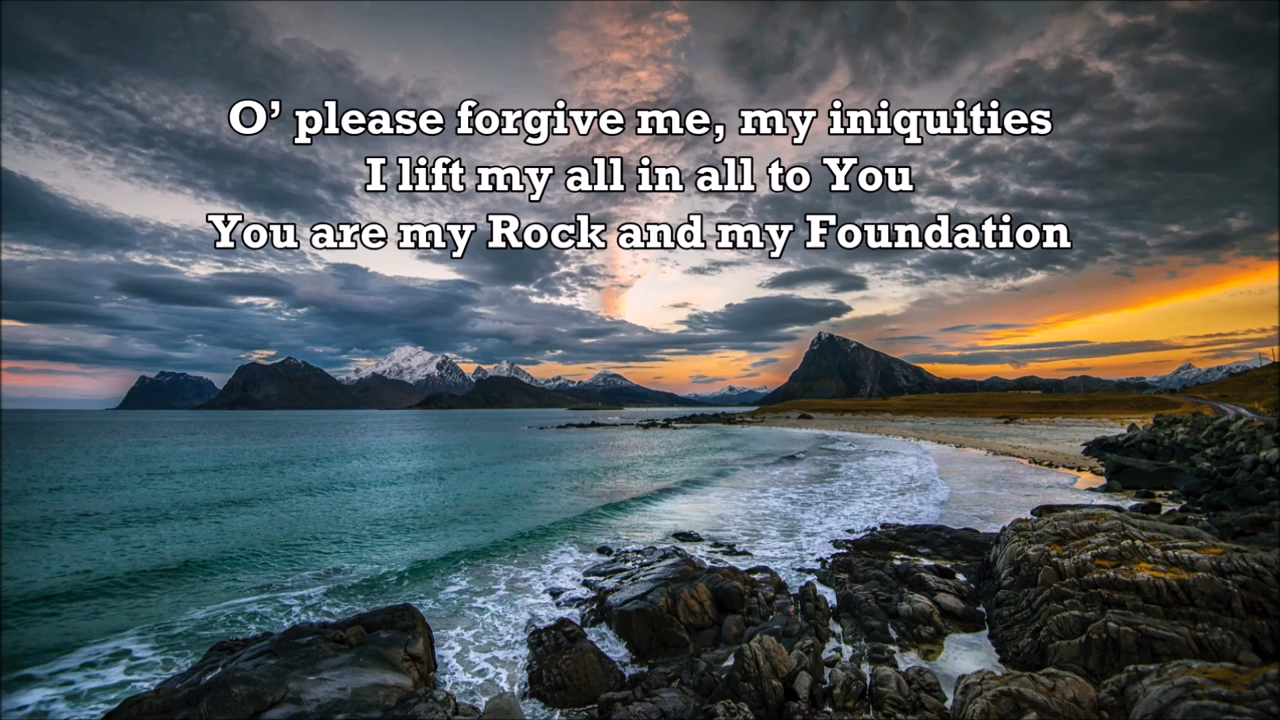 O’ please forgive me, my iniquities
I lift my all in all to You
You are my Rock and my Foundation